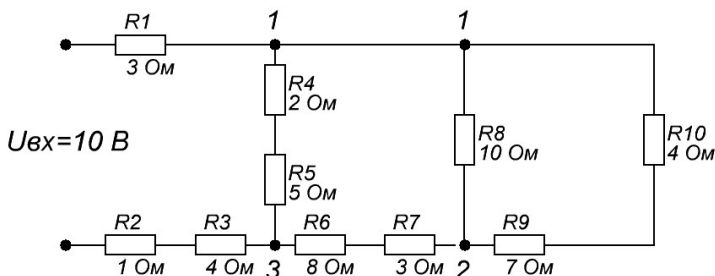 R1
3 Ом
1
1
R4
2 Ом
Uвх=10 В
R8
10 Ом
R10
4 Ом
R5
5 Ом
R2
1 Ом
R3
4 Ом
3
R6
8 Ом
R7
3 Ом
2
R9
7 Ом